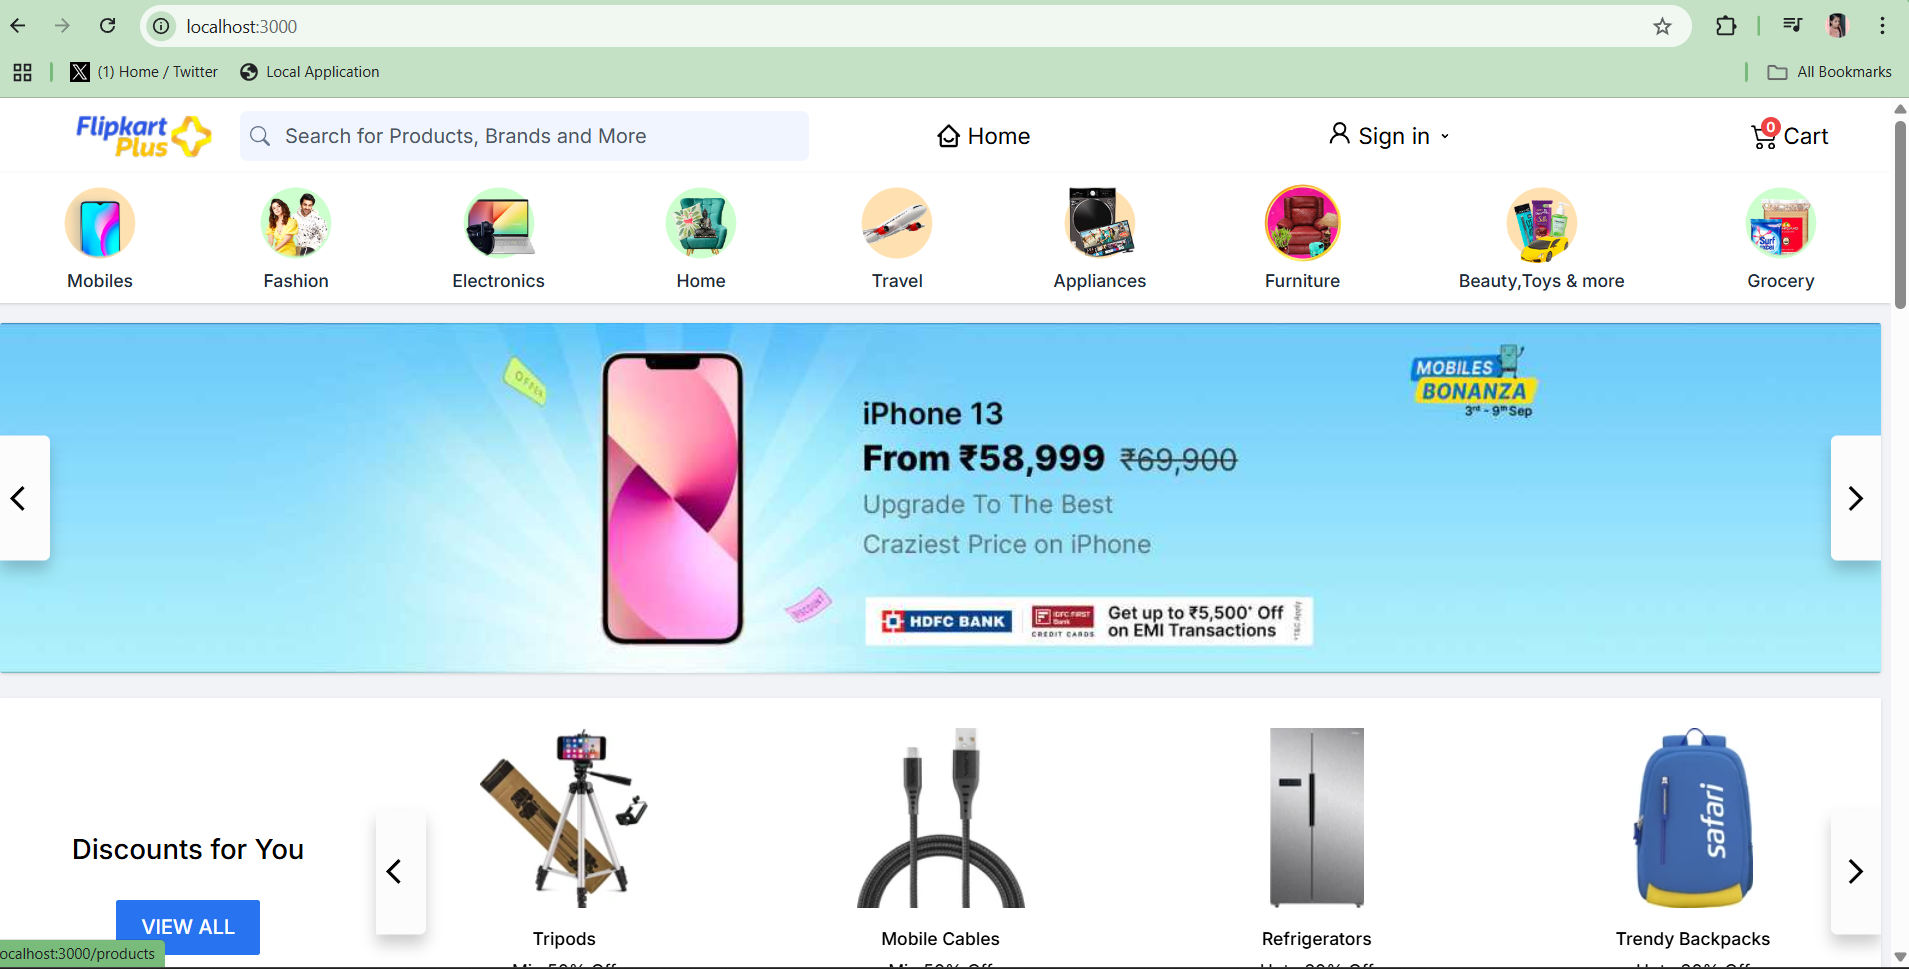 localhost:3000
(1) Home / Twitter
Local Application
All Bookmarks
Flipkart
Plus
Search for Products, Brands and More
Home
Sign in
0
Cart
Mobiles
Fashion
Electronics
Home
Travel
Appliances
Furniture
Beauty,Toys & more
Surf
Grocery
OFFER
MOBILES
BONANZA
3rd - 9th Sep
iPhone 13
From ₹58,999 ₹69,900
Upgrade To The Best
Craziest Price on iPhone
DISCOUNT
HDFC BANK
IDFC FIRST
Bank
CREDIT CARDS
Get up to ₹5,500* Off
on EMI Transactions
*T&C Apply
safari
Discounts for You
VIEW ALL
Tripods
Mobile Cables
Refrigerators
Trendy Backpacks
ocalhost:3000/products